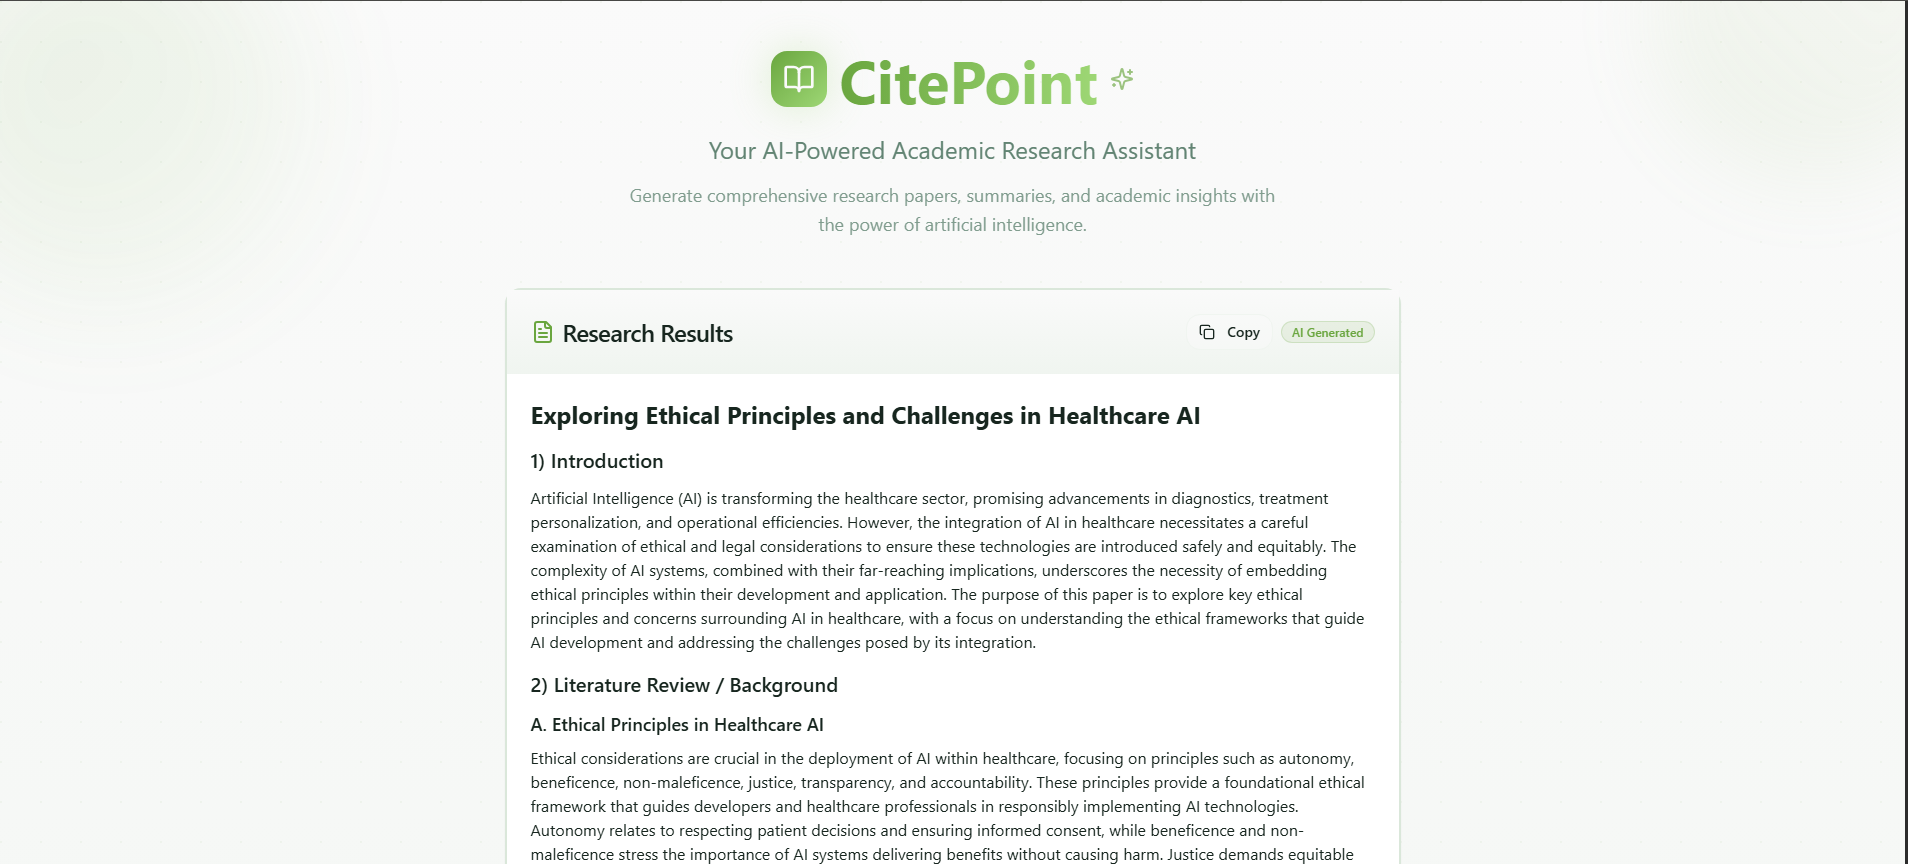 CitePoint
Your AI-Powered Academic Research Assistant
Generate comprehensive research papers, summaries, and academic insights with
the power of artificial intelligence.
Research Results
Copy
AI Generated
Exploring Ethical Principles and Challenges in Healthcare AI
1) Introduction
Artificial Intelligence (AI) is transforming the healthcare sector, promising advancements in diagnostics, treatment
personalization, and operational efficiencies. However, the integration of AI in healthcare necessitates a careful
examination of ethical and legal considerations to ensure these technologies are introduced safely and equitably. The
complexity of AI systems, combined with their far-reaching implications, underscores the necessity of embedding
ethical principles within their development and application. The purpose of this paper is to explore key ethical
principles and concerns surrounding AI in healthcare, with a focus on understanding the ethical frameworks that guide
AI development and addressing the challenges posed by its integration.
2) Literature Review / Background
A. Ethical Principles in Healthcare AI
Ethical considerations are crucial in the deployment of AI within healthcare, focusing on principles such as autonomy,
beneficence, non-maleficence, justice, transparency, and accountability. These principles provide a foundational ethical
framework that guides developers and healthcare professionals in responsibly implementing AI technologies.
Autonomy relates to respecting patient decisions and ensuring informed consent, while beneficence and non-
maleficence stress the importance of AI systems delivering benefits without causing harm. Justice demands equitable